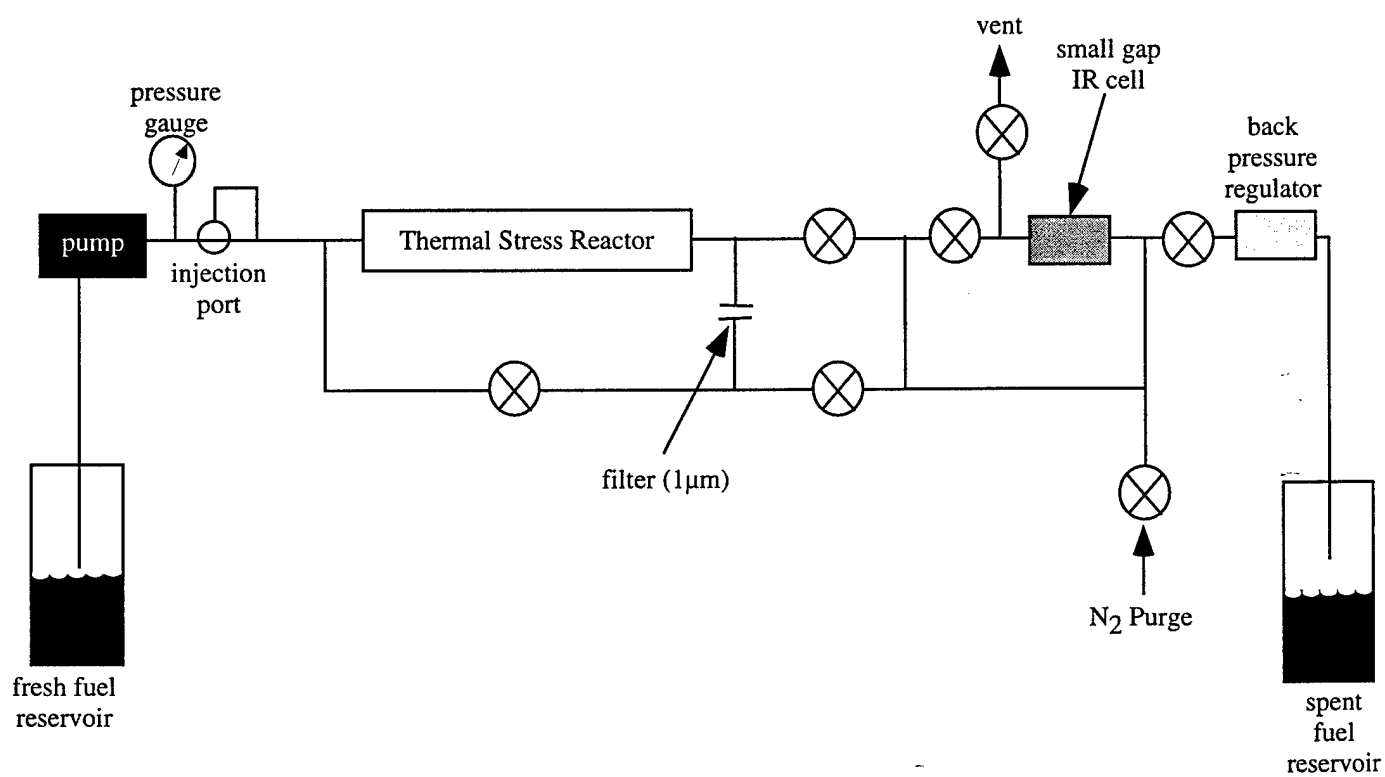 vent
small gap
IR cell
pressure
gauge
back
pressure
regulator
pump
Thermal Stress Reactor
injection
port
filter (1µm)
N2 Purge
fresh fuel
reservoir
spent
fuel
reservoir